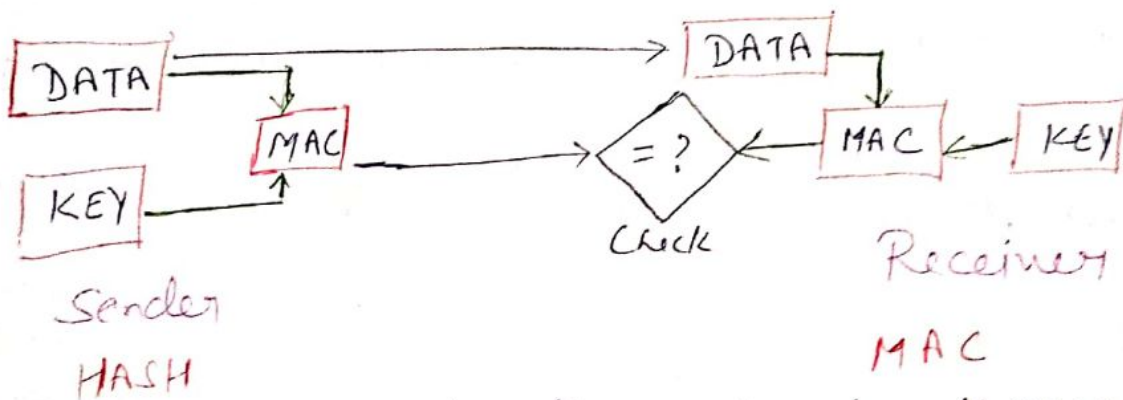 DATA DATA
MAC = ? MAC KEY
KEY
Check
Sender Receiver
HASH MAC